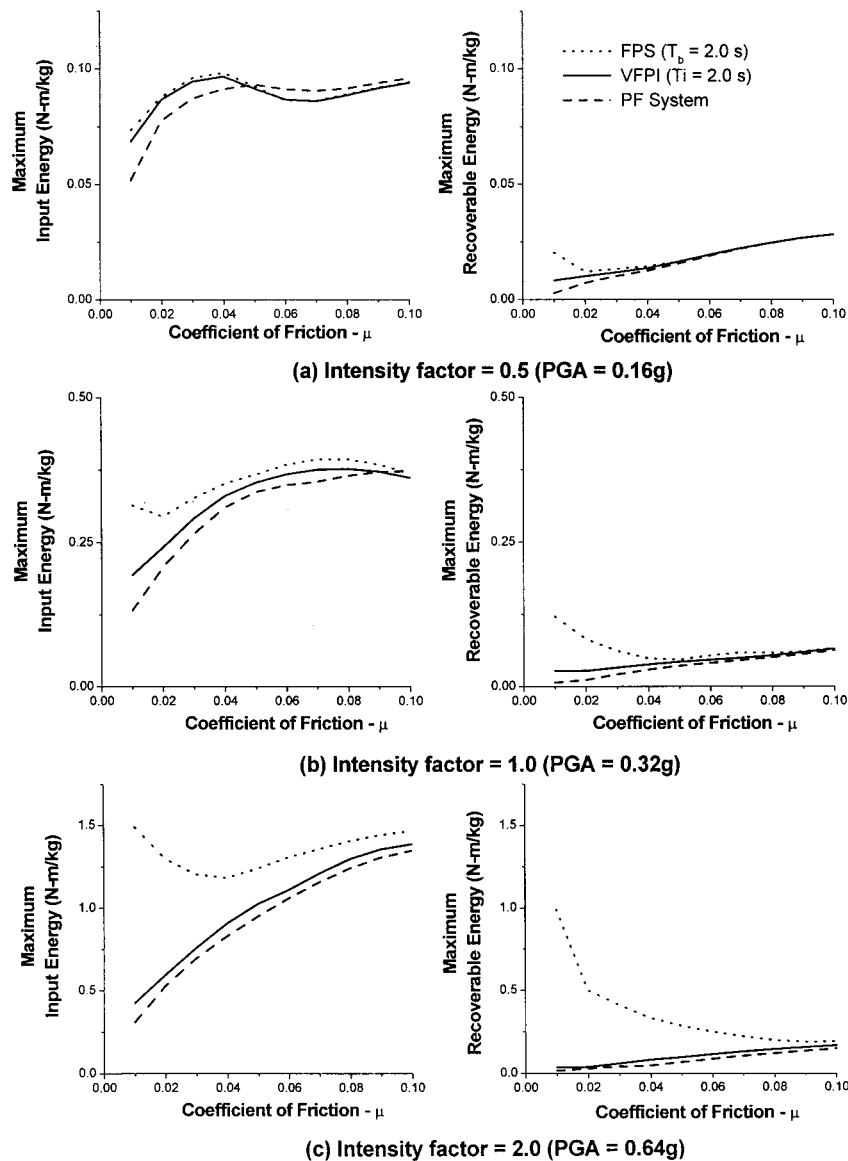 Maximum
Input Energy (N-m/kg)
0.10
0.05
0.00
0.00 0.02 0.04 0.06 0.08 0.10
Coefficient of Friction - μ
Maximum
Recoverable Energy (N-m/kg)
0.10
0.05
0.00
0.00 0.02 0.04 0.06 0.08 0.10
Coefficient of Friction - μ
FPS (Tb = 2.0 s)
VFPI (Ti = 2.0 s)
PF System
(a) Intensity factor = 0.5 (PGA = 0.16g)
Maximum
Input Energy (N-m/kg)
0.50
0.25
0.00
0.00 0.02 0.04 0.06 0.08 0.10
Coefficient of Friction - μ
Maximum
Recoverable Energy (N-m/kg)
0.50
0.25
0.00
0.00 0.02 0.04 0.06 0.08 0.10
Coefficient of Friction - μ
(b) Intensity factor = 1.0 (PGA = 0.32g)
Maximum
Input Energy (N-m/kg)
1.5
1.0
0.5
0.0
0.00 0.02 0.04 0.06 0.08 0.10
Coefficient of Friction - μ
Maximum
Recoverable Energy (N-m/kg)
1.5
1.0
0.5
0.0
0.00 0.02 0.04 0.06 0.08 0.10
Coefficient of Friction - μ
(c) Intensity factor = 2.0 (PGA = 0.64g)